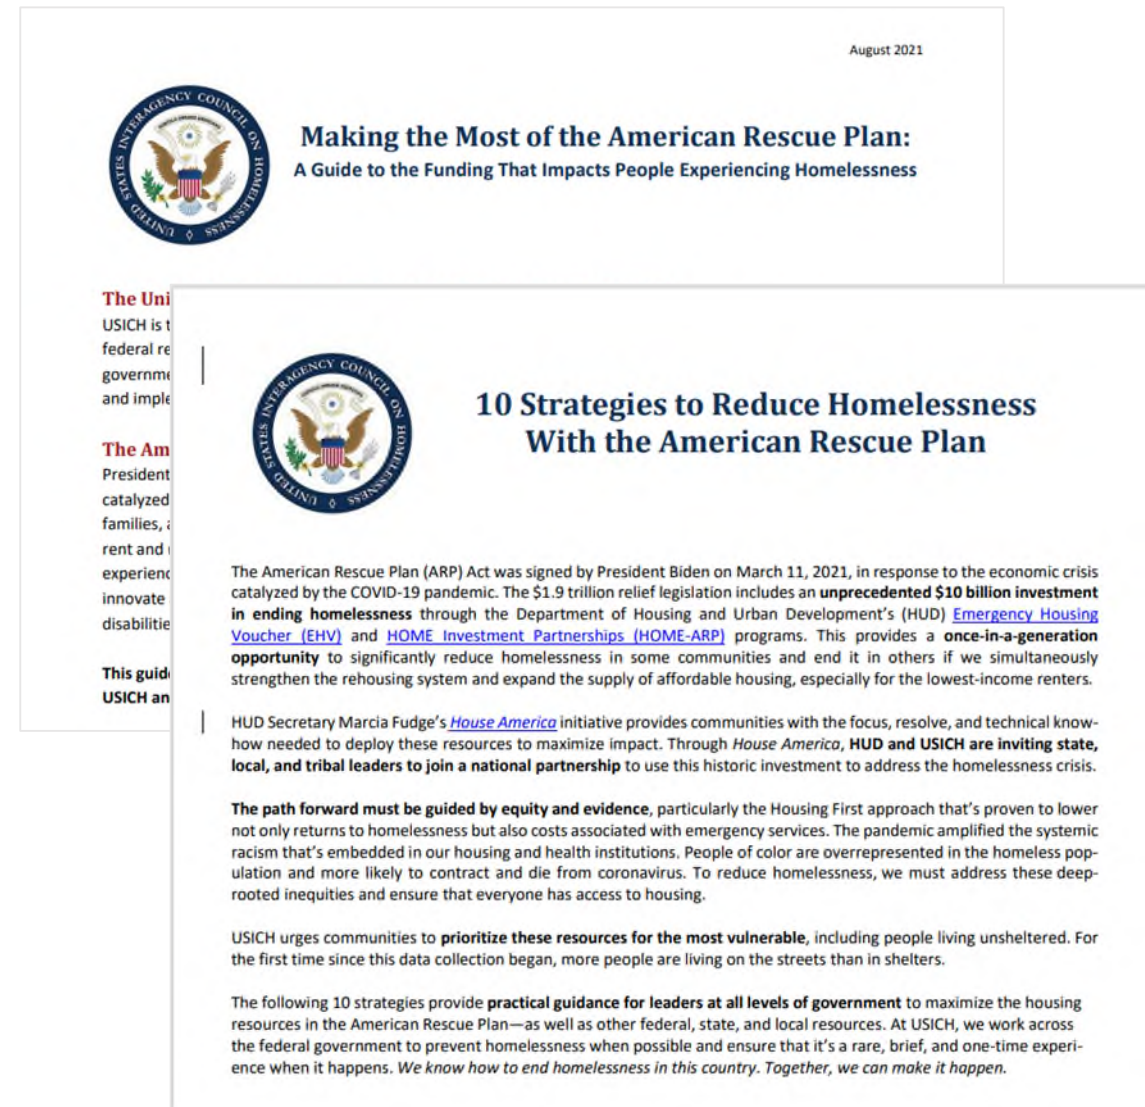 August 2021
UNITED STATES INTERAGENCY COUNCIL ON HOMELESSNESS
Making the Most of the American Rescue Plan:
A Guide to the Funding That Impacts People Experiencing Homelessness
The Uni
USICH is t
federal re
governme
and imple
The Am
President
catalyzed
families, a
rent and
experienc
innovate
disabilitie
This guid
USICH an
UNITED STATES INTERAGENCY COUNCIL ON HOMELESSNESS
10 Strategies to Reduce Homelessness
With the American Rescue Plan
The American Rescue Plan (ARP) Act was signed by President Biden on March 11, 2021, in response to the economic crisis
catalyzed by the COVID-19 pandemic. The $1.9 trillion relief legislation includes an unprecedented $10 billion investment
in ending homelessness through the Department of Housing and Urban Development's (HUD) Emergency Housing
Voucher (EHV) and HOME Investment Partnerships (HOME-ARP) programs. This provides a once-in-a-generation
opportunity to significantly reduce homelessness in some communities and end it in others if we simultaneously
strengthen the rehousing system and expand the supply of affordable housing, especially for the lowest-income renters.
HUD Secretary Marcia Fudge's House America initiative provides communities with the focus, resolve, and technical know-
how needed to deploy these resources to maximize impact. Through House America, HUD and USICH are inviting state,
local, and tribal leaders to join a national partnership to use this historic investment to address the homelessness crisis.
The path forward must be guided by equity and evidence, particularly the Housing First approach that's proven to lower
not only returns to homelessness but also costs associated with emergency services. The pandemic amplified the systemic
racism that's embedded in our housing and health institutions. People of color are overrepresented in the homeless pop-
ulation and more likely to contract and die from coronavirus. To reduce homelessness, we must address these deep-
rooted inequities and ensure that everyone has access to housing.
USICH urges communities to prioritize these resources for the most vulnerable, including people living unsheltered. For
the first time since this data collection began, more people are living on the streets than in shelters.
The following 10 strategies provide practical guidance for leaders at all levels of government to maximize the housing
resources in the American Rescue Plan—as well as other federal, state, and local resources. At USICH, we work across
the federal government to prevent homelessness when possible and ensure that it's a rare, brief, and one-time experi-
ence when it happens. We know how to end homelessness in this country. Together, we can make it happen.